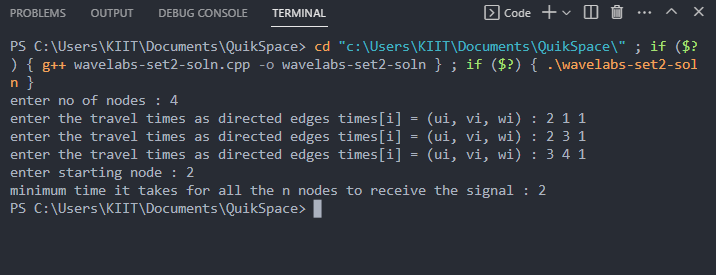 PROBLEMS OUTPUT DEBUG CONSOLE TERMINAL Code
PS C:\Users\KIIT\Documents\QuikSpace> cd "c:\Users\KIIT\Documents\QuikSpace\" ; if ($?
) { g++ wavelabs-set2-soln.cpp -o wavelabs-set2-soln } ; if ($?) { .\wavelabs-set2-sol
n }
enter no of nodes : 4
enter the travel times as directed edges times[i] = (ui, vi, wi) : 2 1 1
enter the travel times as directed edges times[i] = (ui, vi, wi) : 2 3 1
enter the travel times as directed edges times[i] = (ui, vi, wi) : 3 4 1
enter starting node : 2
minimum time it takes for all the n nodes to receive the signal : 2
PS C:\Users\KIIT\Documents\QuikSpace>